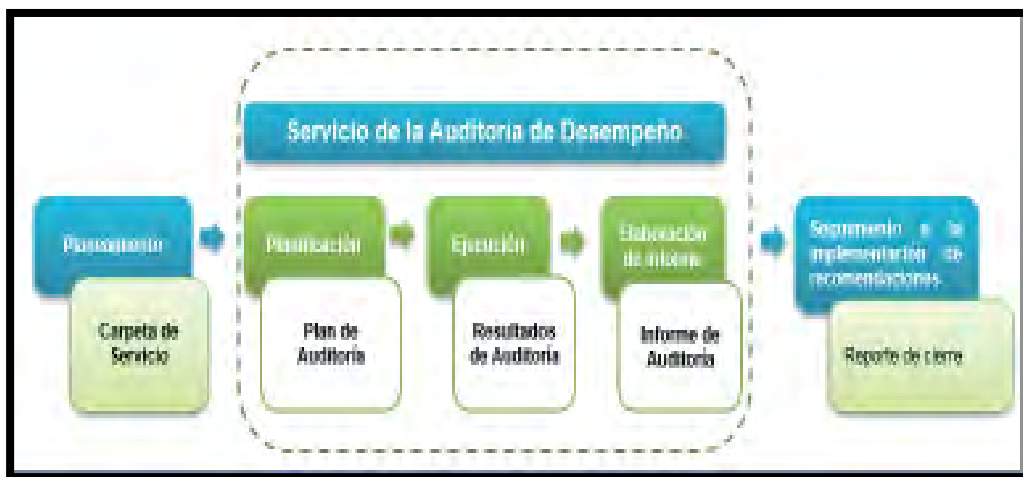 Servicio de la Auditoria de Desempeño
Planeamiento
Carpeta de
Servicio
Planificación
Plan de
Auditoría
Ejecución
Resultados
de Auditoría
Elaboración
de informe
Informe de
Auditoría
Seguimiento a la
implementación de
recomendaciones
Reporte de cierre